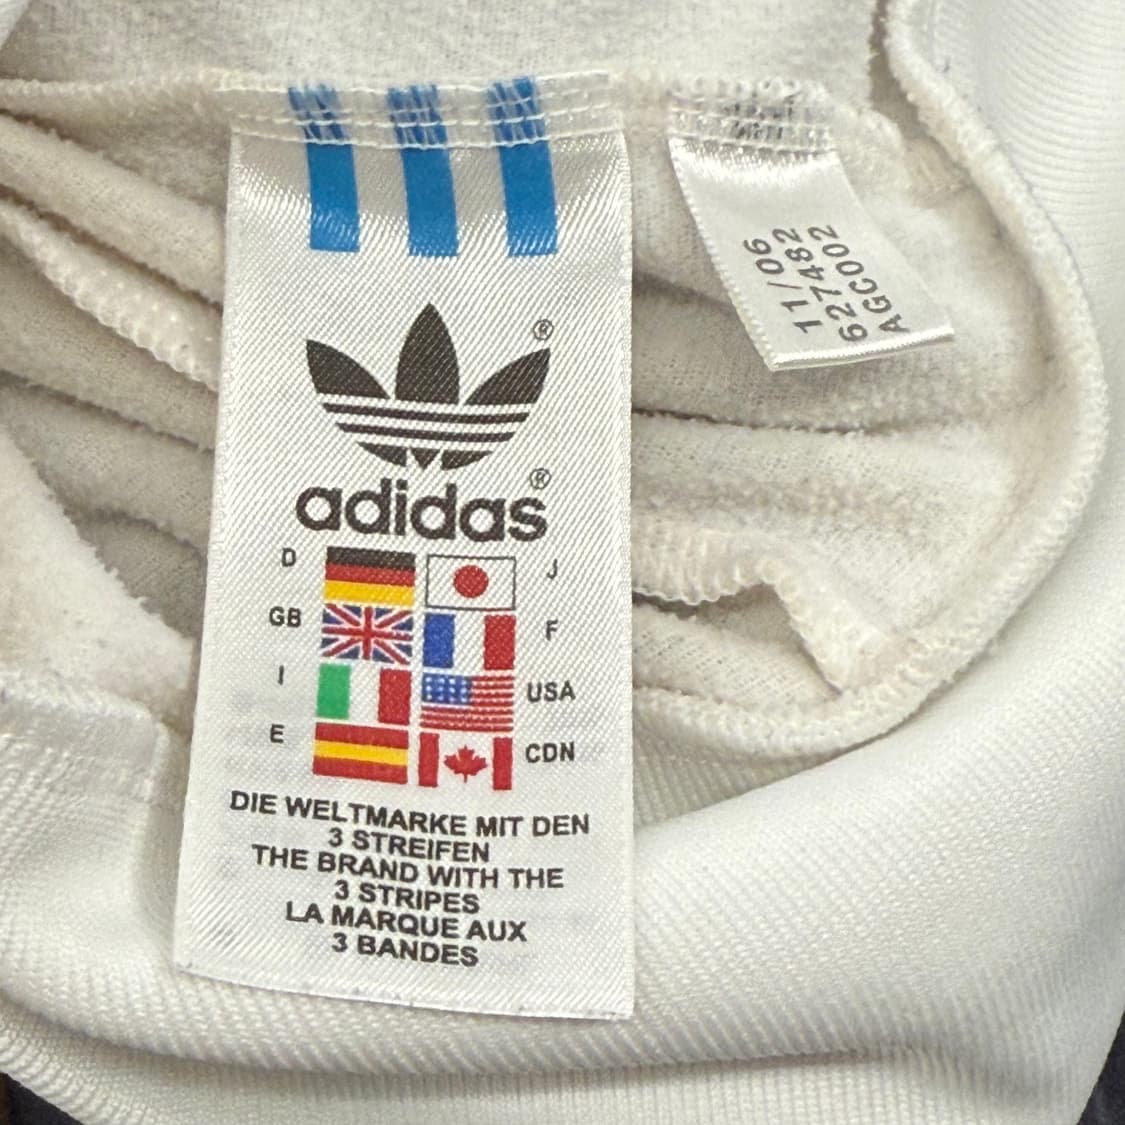 ®
adidas®
D
J
GB
F
I
USA
E
CDN
DIE WELTMARKE MIT DEN
3 STREIFEN
THE BRAND WITH THE
3 STRIPES
LA MARQUE AUX
3 BANDES
11/06
627482
AGC002